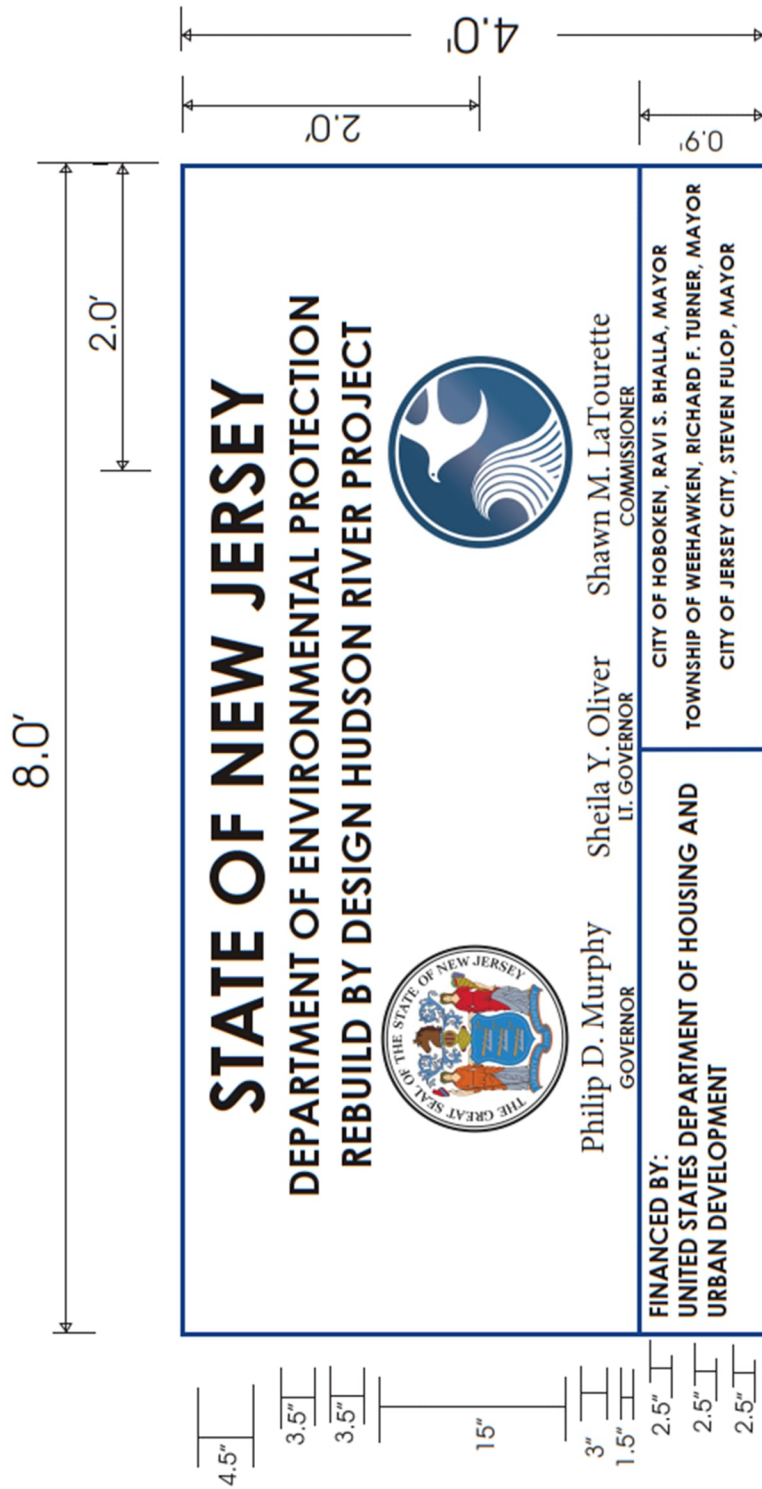 8.0'
2.0'
4.0'
2.0'
0.9'
STATE OF NEW JERSEY
DEPARTMENT OF ENVIRONMENTAL PROTECTION
REBUILD BY DESIGN HUDSON RIVER PROJECT
THE GREAT SEAL OF THE STATE OF NEW JERSEY
Philip D. Murphy
GOVERNOR
Sheila Y. Oliver
LT. GOVERNOR
Shawn M. LaTourette
COMMISSIONER
FINANCED BY:
UNITED STATES DEPARTMENT OF HOUSING AND
URBAN DEVELOPMENT
CITY OF HOBOKEN, RAVI S. BHALLA, MAYOR
TOWNSHIP OF WEEHAWKEN, RICHARD F. TURNER, MAYOR
CITY OF JERSEY CITY, STEVEN FULOP, MAYOR
4.5"
3.5"
3.5"
15"
3"
1.5"
2.5"
2.5"
2.5"